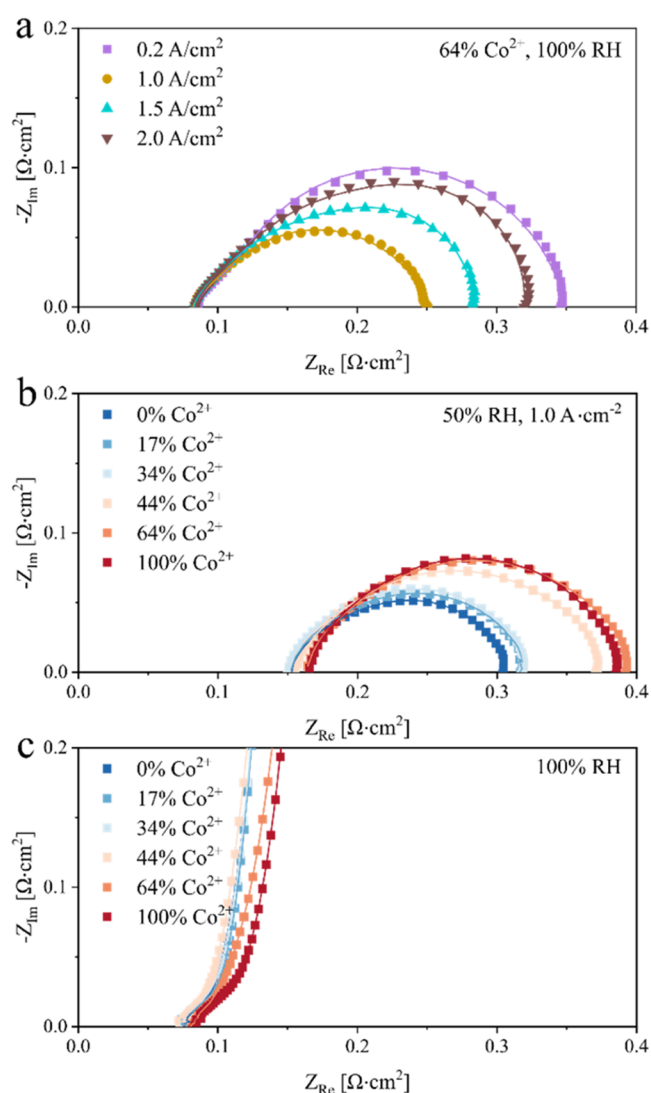 a
0.2
0.2 A/cm²
1.0 A/cm²
1.5 A/cm²
2.0 A/cm²
64% Co²⁺, 100% RH
-Z_Im [Ω·cm²]
0.1
0.0
0.0 0.1 0.2 0.3 0.4
Z_Re [Ω·cm²]
b
0.2
0% Co²⁺
17% Co²⁺
34% Co²⁺
44% Co²⁺
64% Co²⁺
100% Co²⁺
50% RH, 1.0 A·cm⁻²
-Z_Im [Ω·cm²]
0.1
0.0
0.0 0.1 0.2 0.3 0.4
Z_Re [Ω·cm²]
c
0.2
0% Co²⁺
17% Co²⁺
34% Co²⁺
44% Co²⁺
64% Co²⁺
100% Co²⁺
100% RH
-Z_Im [Ω·cm²]
0.1
0.0
0.0 0.1 0.2 0.3 0.4
Z_Re [Ω·cm²]